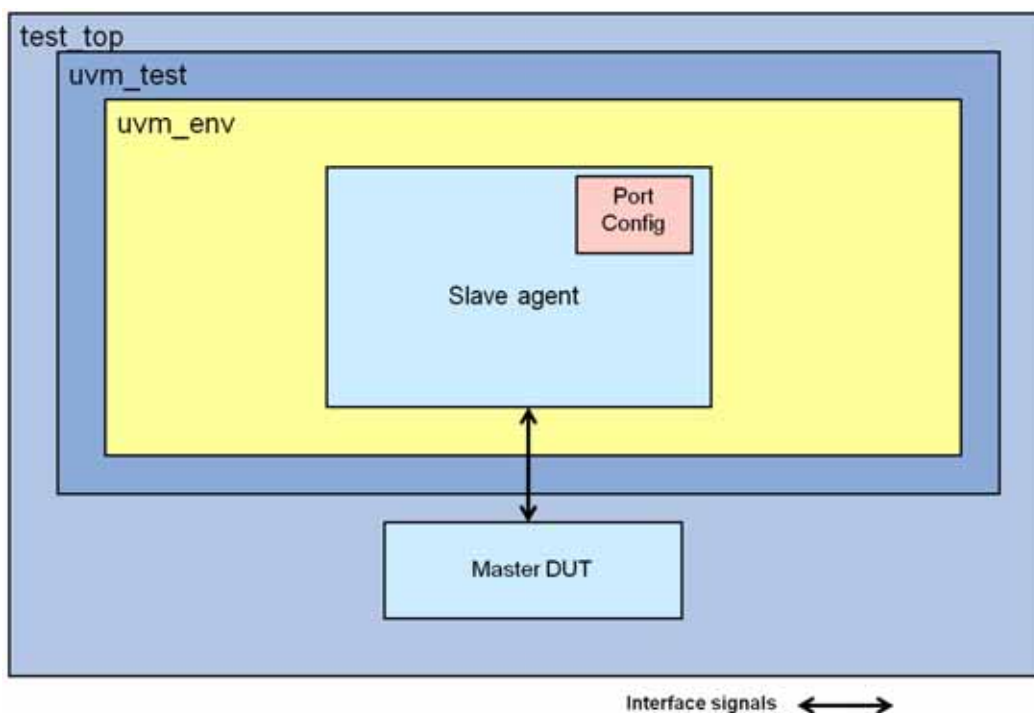 test_top
uvm_test
uvm_env
Port
Config
Slave agent
Master DUT
Interface signals